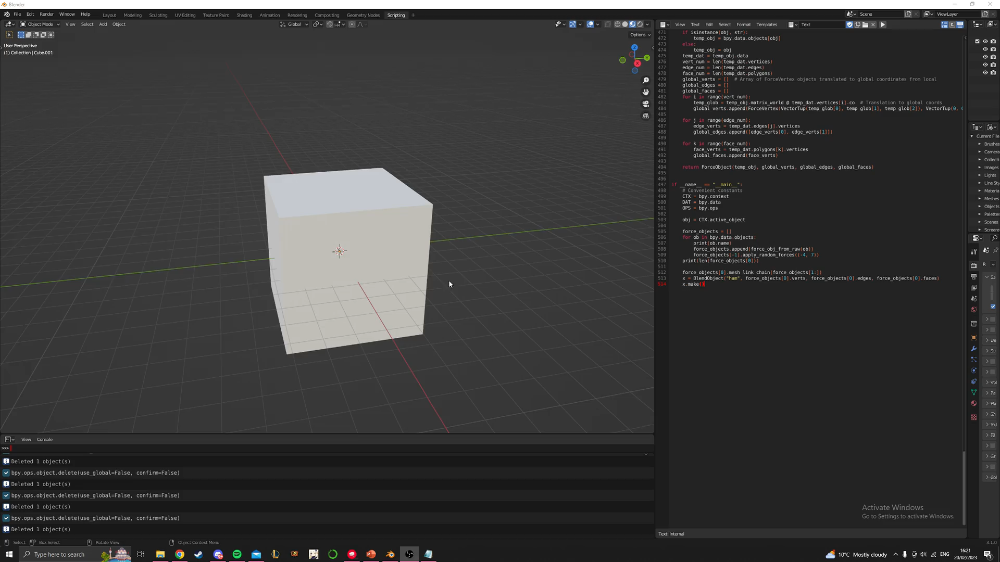 Blender
File Edit Render Window Help
Layout Modeling Sculpting UV Editing Texture Paint Shading Animation Rendering Compositing Geometry Nodes Scripting +
Scene
ViewLayer
Object Mode View Select Add Object
Global
Options
User Perspective
(1) Collection | Cube.001
Z
Y
X
View Text Edit Select Format Templates
Text
471 if isinstance(obj, str):
472 temp_obj = bpy.data.objects[obj]
473 else:
474 temp_obj = obj
475 temp_dat = temp_obj.data
476 vert_num = len(temp_dat.vertices)
477 edge_num = len(temp_dat.edges)
478 face_num = len(temp_dat.polygons)
479 global_verts = [] # Array of ForceVertex objects translated to global coordinates from local
480 global_edges = []
481 global_faces = []
482 for i in range(vert_num):
483 temp_glob = temp_obj.matrix_world @ temp_dat.vertices[i].co # Translation to global coords
484 global_verts.append(ForceVertex(VectorTup(temp_glob[0], temp_glob[1], temp_glob[2]), VectorTup(0, (
485
486 for j in range(edge_num):
487 edge_verts = temp_dat.edges[j].vertices
488 global_edges.append([edge_verts[0], edge_verts[1]])
489
490 for k in range(face_num):
491 face_verts = temp_dat.polygons[k].vertices
492 global_faces.append(face_verts)
493
494 return ForceObject(temp_obj, global_verts, global_edges, global_faces)
495
496
497 if __name__ == "__main__":
498 # Convenient constants
499 CTX = bpy.context
500 DAT = bpy.data
501 OPS = bpy.ops
502
503 obj = CTX.active_object
504
505 force_objects = []
506 for ob in bpy.data.objects:
507 print(ob.name)
508 force_objects.append(force_obj_from_raw(ob))
509 force_objects[-1].apply_random_forces((-4, 7))
510 print(len(force_objects[0]))
511
512 force_objects[0].mesh_link_chain(force_objects[1:])
513 x = BlendObject("ham", force_objects[0].verts, force_objects[0].edges, force_objects[0].faces)
514 x.make()
Text: Internal
Current File
Brushes
Camera
Collecti
Images
Lights
Line Sty
Materia
Meshes
Objects
Palettes
Scenes
Screens
R
Sa
De
Su
Vol
Pe
Ha
Sh
Ind
Fil
Gr
Col
View Console
>>>
Deleted 1 object(s)
bpy.ops.object.delete(use_global=False, confirm=False)
Deleted 1 object(s)
bpy.ops.object.delete(use_global=False, confirm=False)
Deleted 1 object(s)
bpy.ops.object.delete(use_global=False, confirm=False)
Deleted 1 object(s)
Activate Windows
Go to Settings to activate Windows.
Select Box Select Rotate View Object Context Menu
3.1.0
Type here to search
10°C Mostly cloudy
ENG
16:21
20/02/2023